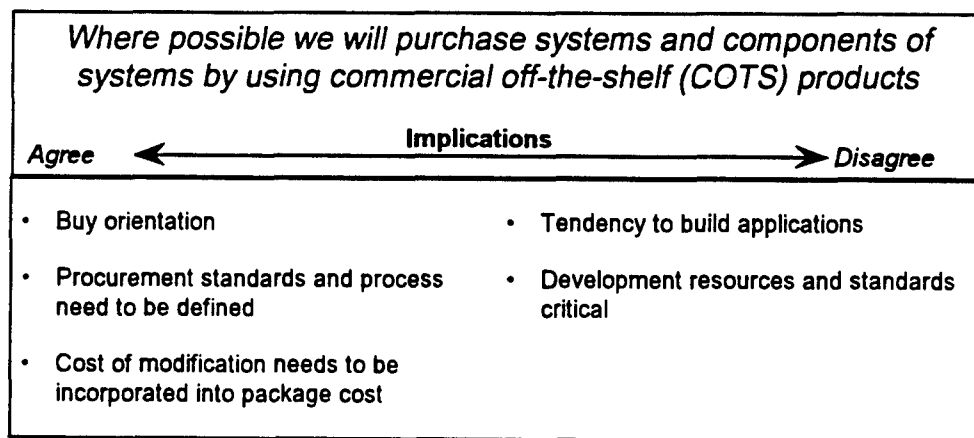 Where possible we will purchase systems and components of
systems by using commercial off-the-shelf (COTS) products
Implications
Agree
Disagree
• Buy orientation
• Procurement standards and process
need to be defined
• Cost of modification needs to be
incorporated into package cost
• Tendency to build applications
• Development resources and standards
critical